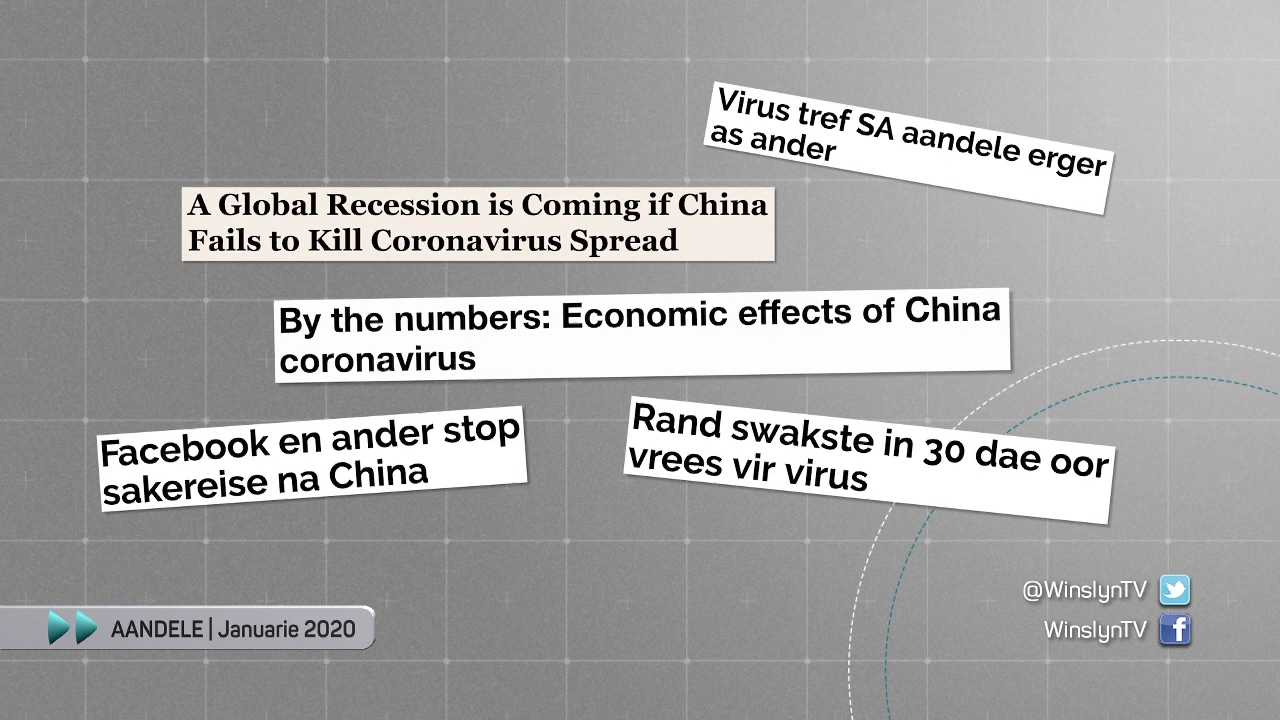 Virus tref SA aandele erger
as ander
A Global Recession is Coming if China
Fails to Kill Coronavirus Spread
By the numbers: Economic effects of China
coronavirus
Facebook en ander stop
sakereise na China
Rand swakste in 30 dae oor
vrees vir virus
@WinslynTV
WinslynTV
AANDELE | Januarie 2020